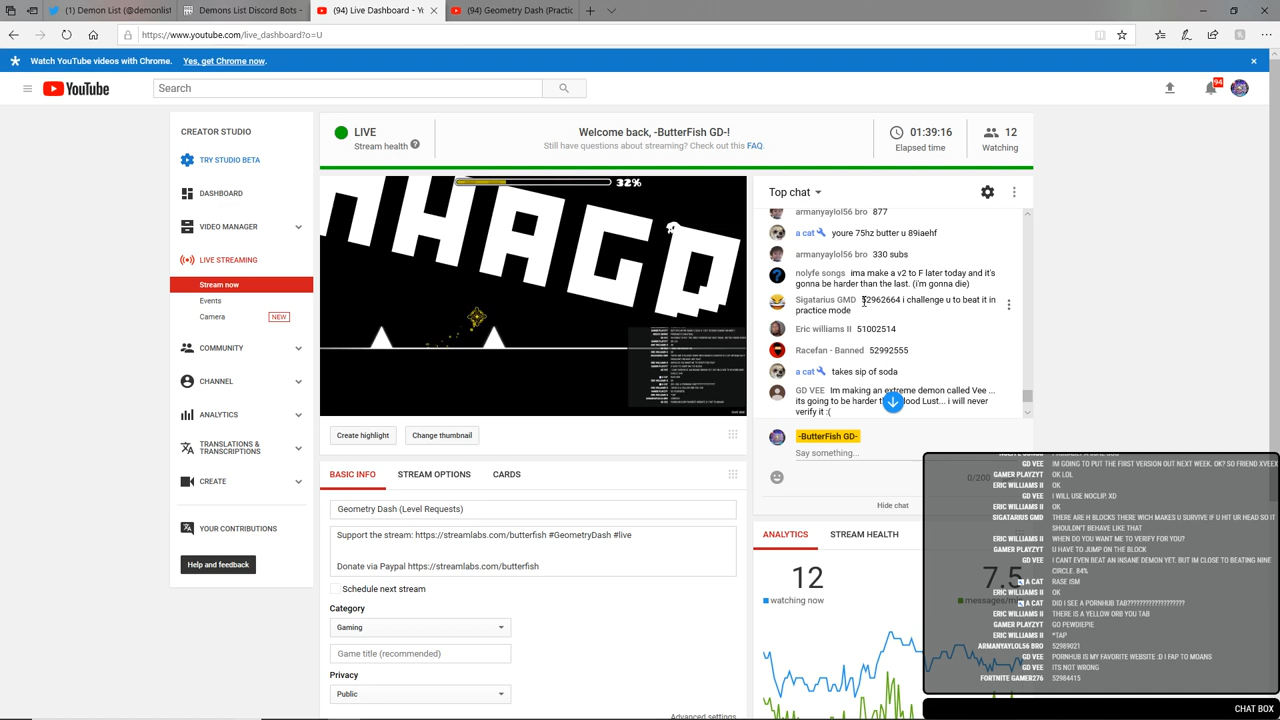 (1) Demon List (@demonlist
Demons List Discord Bots -
(94) Live Dashboard - Yo
(94) Geometry Dash (Practic
https://www.youtube.com/live_dashboard?o=U
Watch YouTube videos with Chrome. Yes, get Chrome now.
YouTube
Search
94
CREATOR STUDIO
TRY STUDIO BETA
DASHBOARD
VIDEO MANAGER
LIVE STREAMING
Stream now
Events
Camera
NEW
COMMUNITY
CHANNEL
ANALYTICS
TRANSLATIONS &
TRANSCRIPTIONS
CREATE
YOUR CONTRIBUTIONS
Help and feedback
LIVE
Stream health
Welcome back, -ButterFish GD-!
Still have questions about streaming? Check out this FAQ.
01:39:16
Elapsed time
12
Watching
32%
Create highlight
Change thumbnail
BASIC INFO
STREAM OPTIONS
CARDS
Geometry Dash (Level Requests)
Support the stream: https://streamlabs.com/butterfish #GeometryDash #live
Donate via Paypal https://streamlabs.com/butterfish
Schedule next stream
Category
Gaming
Game title (recommended)
Privacy
Public
Advanced settings
Top chat
armanyaylol56 bro 877
a cat youre 75hz butter u 89iaehf
armanyaylol56 bro 330 subs
nolyfe songs ima make a v2 to F later today and it's
gonna be harder than the last. (i'm gonna die)
Sigatarius GMD 52962664 i challenge u to beat it in
practice mode
Eric williams II 51002514
Racefan - Banned 52992555
a cat takes sip of soda
GD VEE Im making an extreme demon called Vee ...
its going to be harder
lood Lust... i will never
verify it :(
-ButterFish GD-
Say something...
0/200
Hide chat
ANALYTICS
STREAM HEALTH
12
watching now
7.5
GD VEE IM GOING TO PUT THE FIRST VERSION OUT NEXT WEEK. OK? SO FRIEND XVEEX
GAMER PLAYZYT OK LOL
ERIC WILLIAMS II OK
GD VEE I WILL USE NOCLIP. XD
ERIC WILLIAMS II OK
SIGATARIUS GMD THERE ARE H BLOCKS THERE WICH MAKES U SURVIVE IF U HIT UR HEAD SO IT
SHOULDN'T BEHAVE LIKE THAT
ERIC WILLIAMS II WHEN DO YOU WANT ME TO VERIFY FOR YOU?
GAMER PLAYZYT U HAVE TO JUMP ON THE BLOCK
GD VEE I CANT EVEN BEAT AN INSANE DEMON YET. BUT IM CLOSE TO BEATING NINE
CIRCLE. 84%
A CAT RASE ISM
ERIC WILLIAMS II OK
A CAT DID I SEE A PORNHUB TAB???????????????????
ERIC WILLIAMS II THERE IS A YELLOW ORB YOU TAB
GAMER PLAYZYT GO PEWDIEPIE
ERIC WILLIAMS II *TAP
ARMANYAYLOL56 BRO 52989021
GD VEE PORNHUB IS MY FAVORITE WEBSITE :D I FAP TO MOANS
GD VEE ITS NOT WRONG
FORTNITE GAMER276 52984415
CHAT BOX